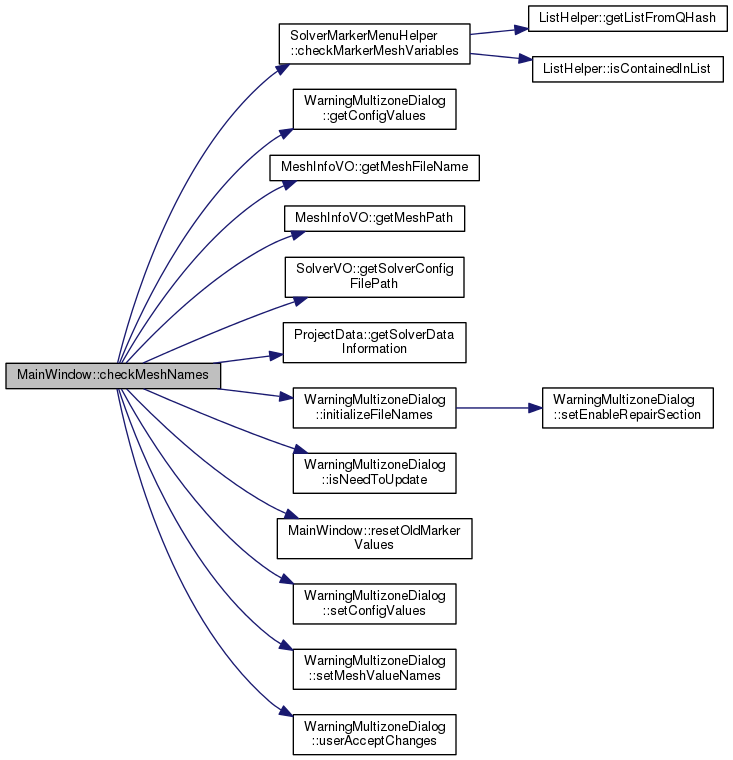 MainWindow::checkMeshNames
SolverMarkerMenuHelper
::checkMarkerMeshVariables
ListHelper::getListFromQHash
ListHelper::isContainedInList
WarningMultizoneDialog
::getConfigValues
MeshInfoVO::getMeshFileName
MeshInfoVO::getMeshPath
SolverVO::getSolverConfig
FilePath
ProjectData::getSolverData
Information
WarningMultizoneDialog
::initializeFileNames
WarningMultizoneDialog
::setEnableRepairSection
WarningMultizoneDialog
::isNeedToUpdate
MainWindow::resetOldMarker
Values
WarningMultizoneDialog
::setConfigValues
WarningMultizoneDialog
::setMeshValueNames
WarningMultizoneDialog
::userAcceptChanges